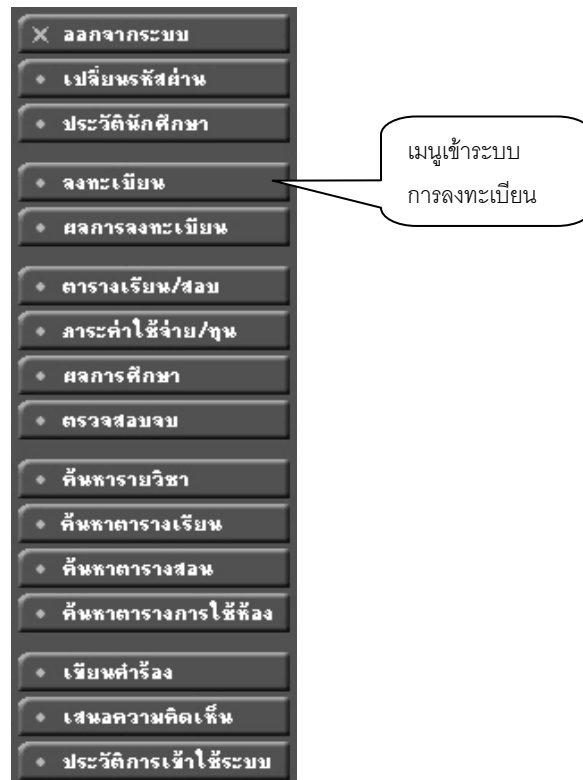 ออกจากระบบ
เปลี่ยนรหัสผ่าน
ประวัตินักศึกษา
ลงทะเบียน
ผลการลงทะเบียน
ตารางเรียน/สอบ
ภาระค่าใช้จ่าย/ทุน
ผลการศึกษา
ตรวจสอบจบ
ค้นหารายวิชา
ค้นหาตารางเรียน
ค้นหาตารางสอน
ค้นหาตารางการใช้ห้อง
เขียนคำร้อง
เสนอความคิดเห็น
ประวัติการเข้าใช้ระบบ
เมนูเข้าระบบ
การลงทะเบียน